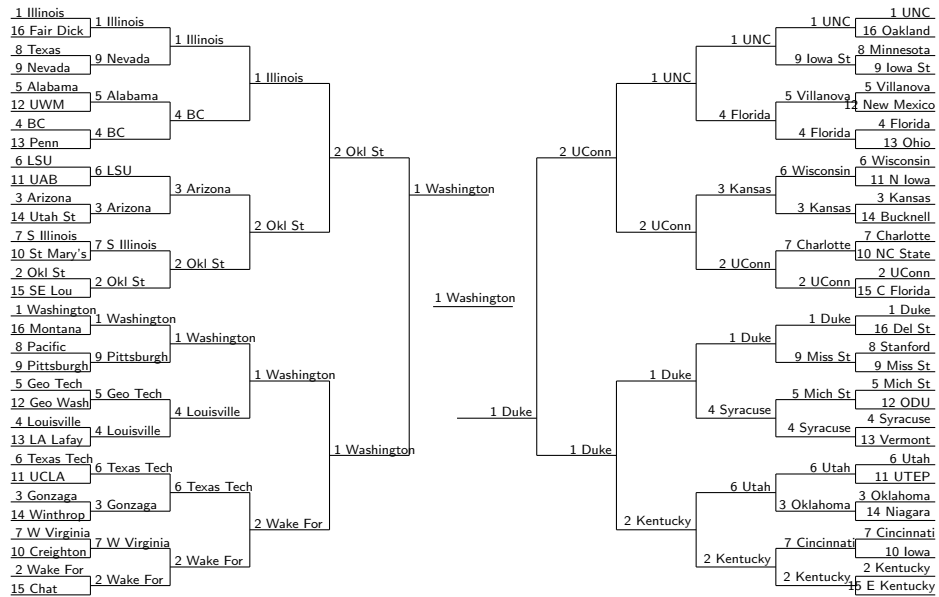 1 Illinois
16 Fair Dick
8 Texas
9 Nevada
5 Alabama
12 UWM
4 BC
13 Penn
6 LSU
11 UAB
3 Arizona
14 Utah St
7 S Illinois
10 St Mary's
2 Okl St
15 SE Lou
1 Washington
16 Montana
8 Pacific
9 Pittsburgh
5 Geo Tech
12 Geo Wash
4 Louisville
13 LA Lafay
6 Texas Tech
11 UCLA
3 Gonzaga
14 Winthrop
7 W Virginia
10 Creighton
2 Wake For
15 Chat
1 Illinois
9 Nevada
5 Alabama
4 BC
6 LSU
3 Arizona
7 S Illinois
2 Okl St
1 Washington
9 Pittsburgh
5 Geo Tech
4 Louisville
6 Texas Tech
3 Gonzaga
7 W Virginia
2 Wake For
1 Illinois
4 BC
3 Arizona
2 Okl St
1 Washington
4 Louisville
6 Texas Tech
2 Wake For
1 Illinois
2 Okl St
1 Washington
2 Wake For
2 Okl St
1 Washington
1 Washington
1 Washington
1 Duke
2 UConn
1 Duke
1 UNC
2 UConn
1 Duke
2 Kentucky
1 UNC
4 Florida
3 Kansas
2 UConn
1 Duke
4 Syracuse
6 Utah
2 Kentucky
1 UNC
9 Iowa St
5 Villanova
4 Florida
6 Wisconsin
3 Kansas
7 Charlotte
2 UConn
1 Duke
9 Miss St
5 Mich St
4 Syracuse
6 Utah
3 Oklahoma
7 Cincinnati
2 Kentucky
1 UNC
16 Oakland
8 Minnesota
9 Iowa St
5 Villanova
12 New Mexico
4 Florida
13 Ohio
6 Wisconsin
11 N Iowa
3 Kansas
14 Bucknell
7 Charlotte
10 NC State
2 UConn
15 C Florida
1 Duke
16 Del St
8 Stanford
9 Miss St
5 Mich St
12 ODU
4 Syracuse
13 Vermont
6 Utah
11 UTEP
3 Oklahoma
14 Niagara
7 Cincinnati
10 Iowa
2 Kentucky
15 E Kentucky